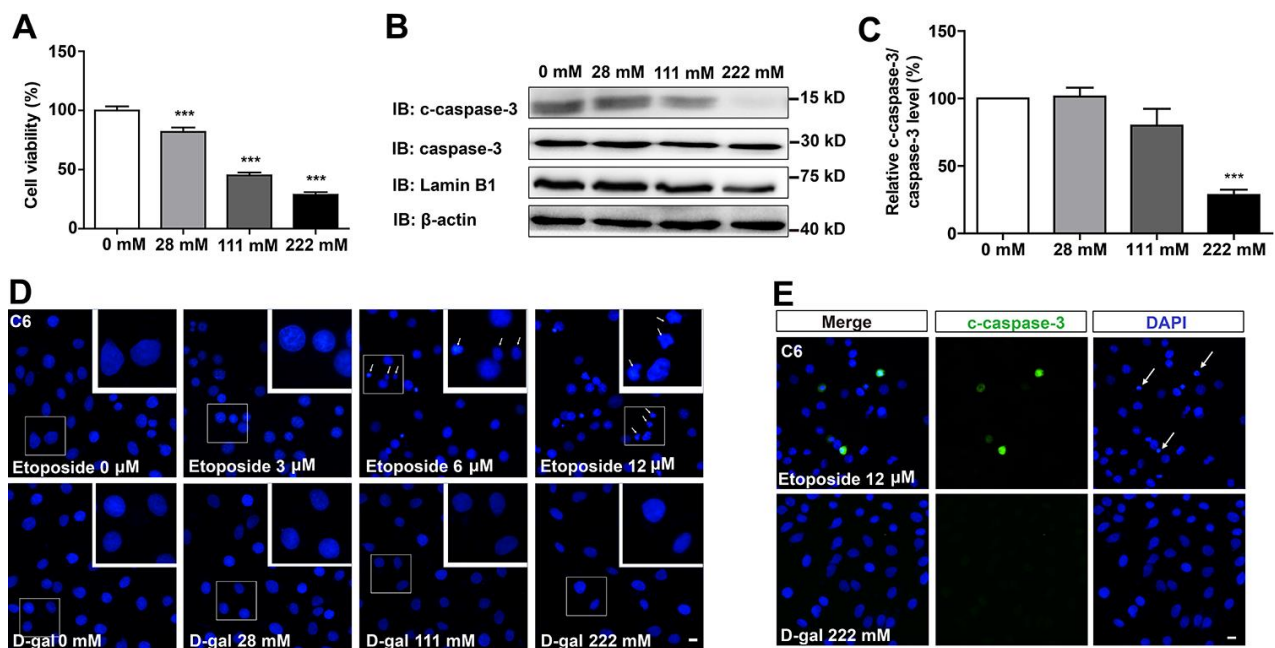 A
150
100
50
0
Cell viability (%)
***
***
***
0 mM
28 mM
111 mM
222 mM
B
0 mM 28 mM 111 mM 222 mM
IB: c-caspase-3
15 kD
IB: caspase-3
30 kD
IB: Lamin B1
75 kD
IB: β-actin
40 kD
C
Relative c-caspase-3/
caspase-3 level (%)
150
100
50
0
***
0 mM
28 mM
111 mM
222 mM
D
C6
Etoposide 0 μM
Etoposide 3 μM
Etoposide 6 μM
Etoposide 12 μM
D-gal 0 mM
D-gal 28 mM
D-gal 111 mM
D-gal 222 mM
E
Merge
c-caspase-3
DAPI
C6
Etoposide 12 μM
D-gal 222 mM